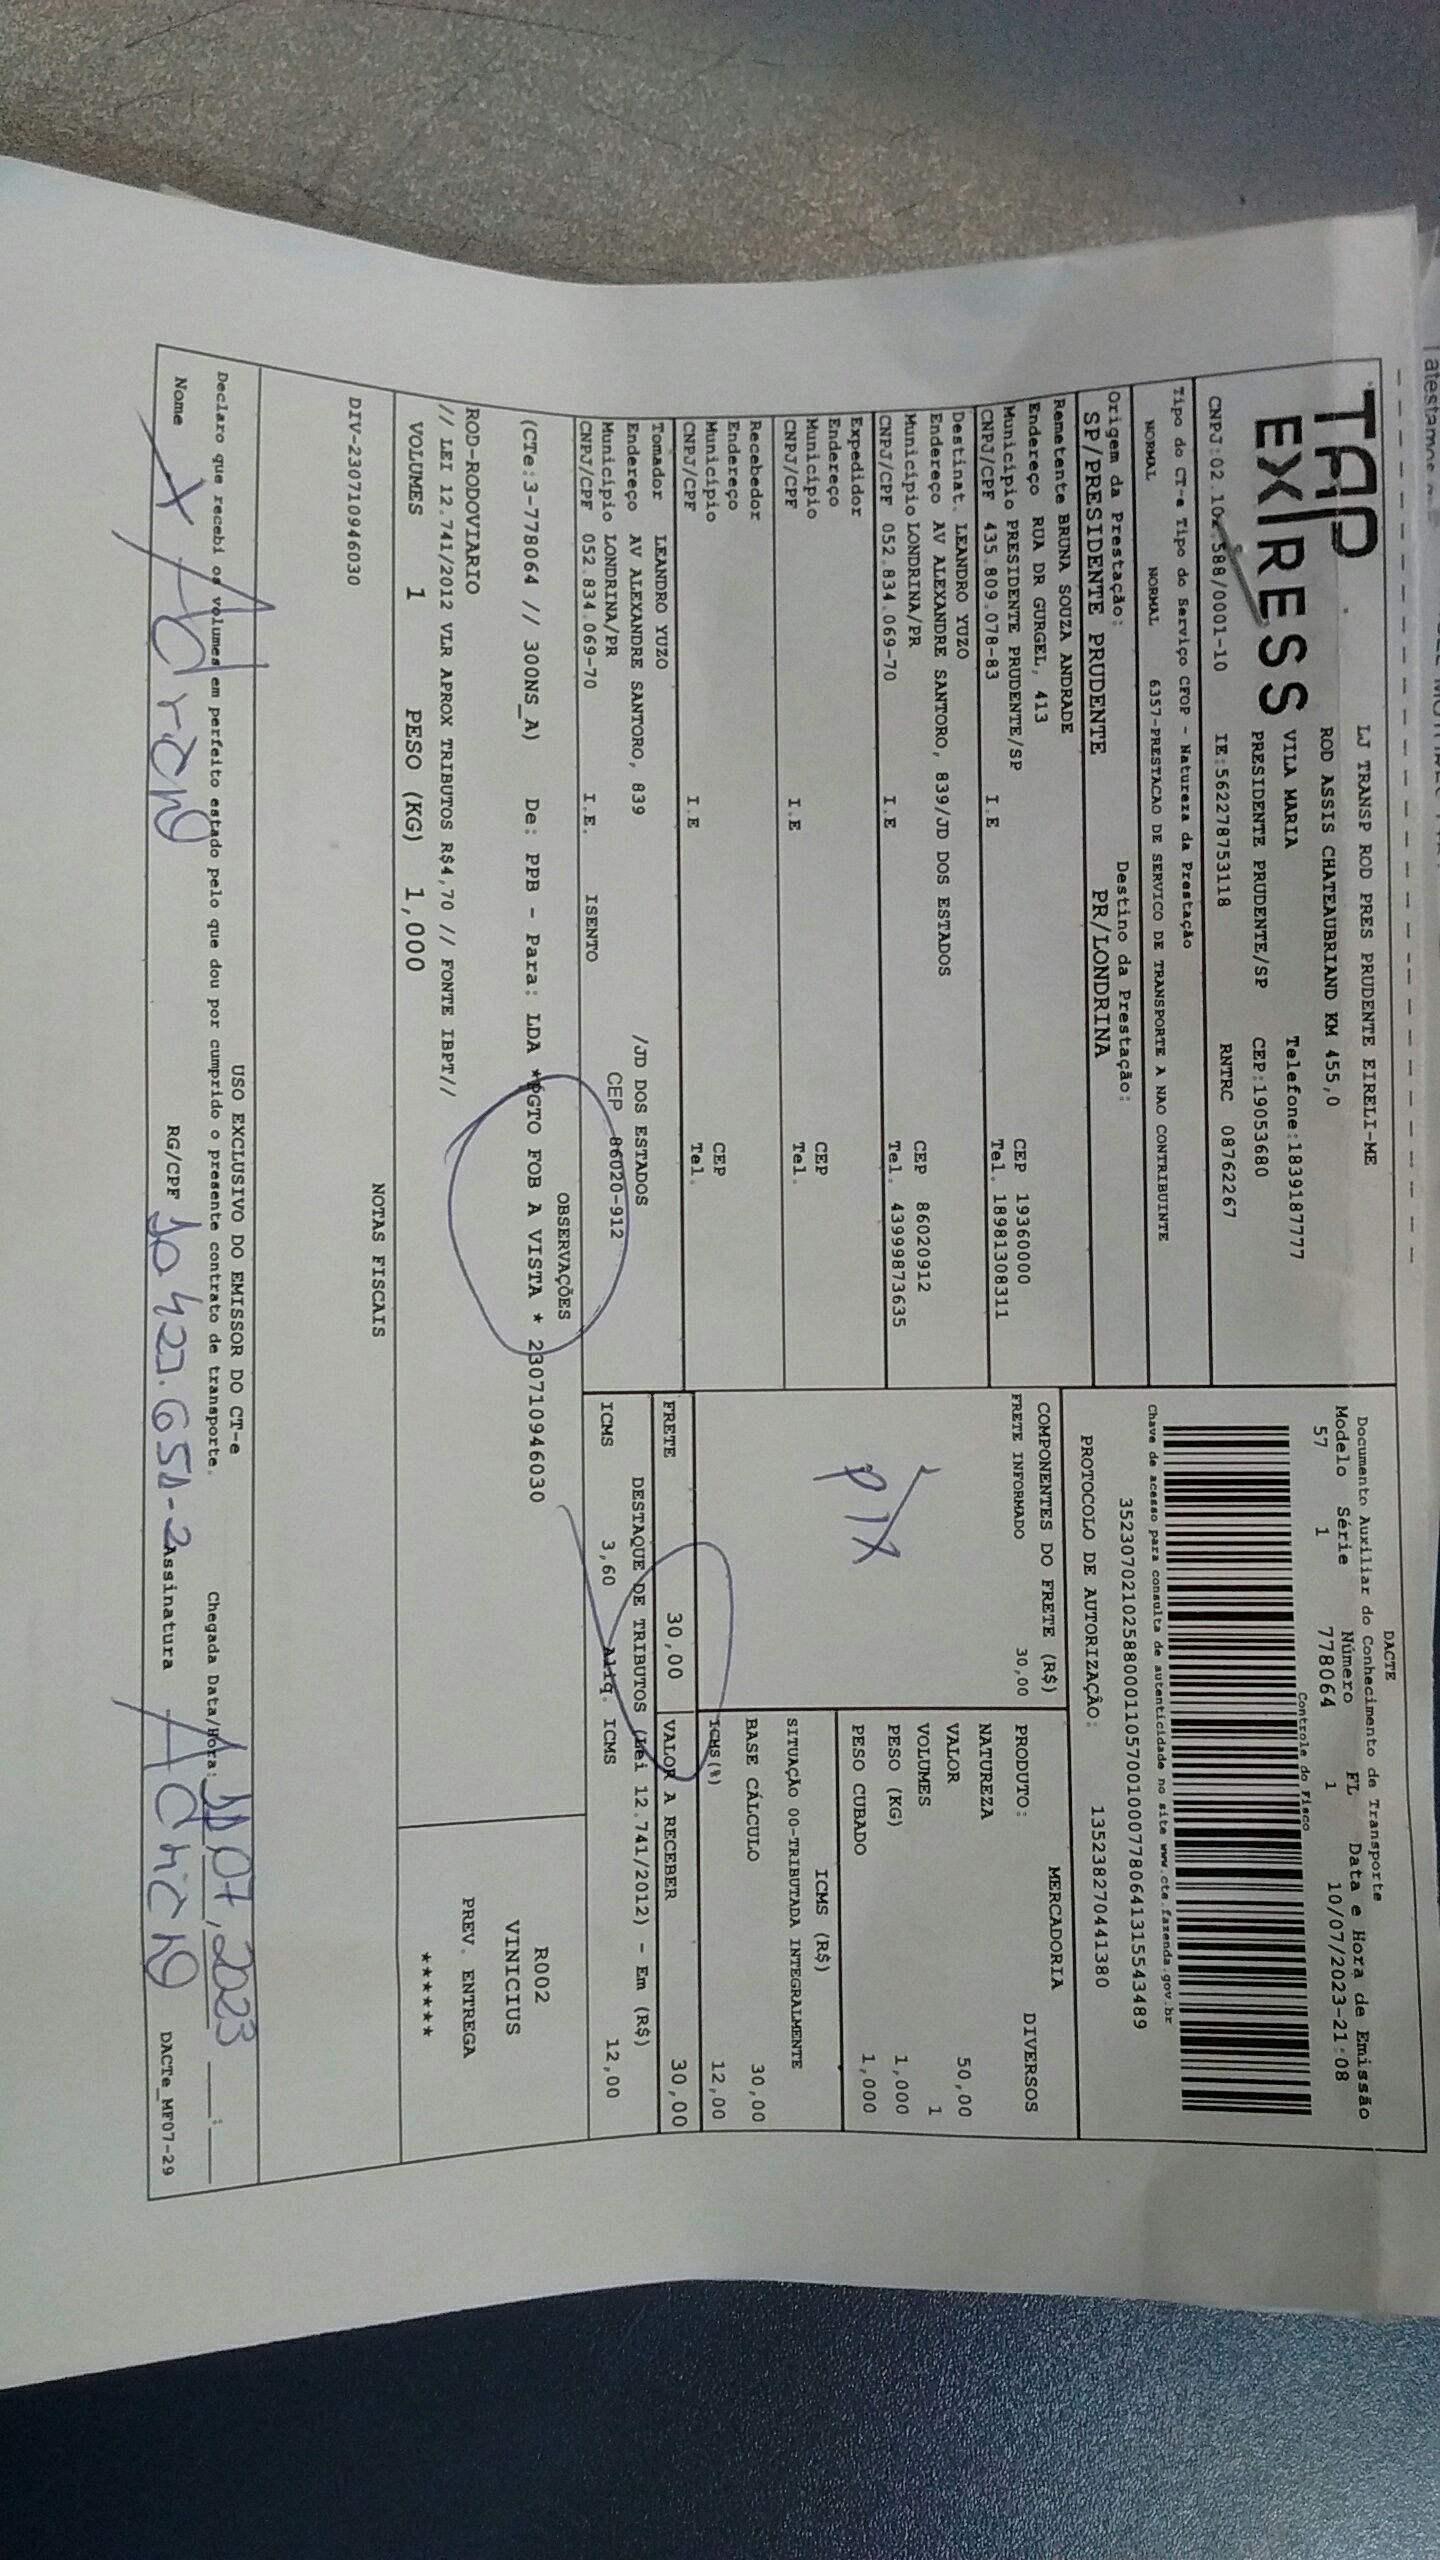 TAP EXPRESS
LJ TRANSP ROD PRES PRUDENTE EIRELI-ME
ROD ASSIS CHATEAUBRIAND KM 455,0
VILA MARIA Telefone:1839187777
PRESIDENTE PRUDENTE/SP CEP:19053680
CNPJ:02.102.588/0001-10 IE:562278753118 RNTRC 08762267
Tipo do CT-e Tipo do Serviço CFOP - Natureza da Prestação
NORMAL NORMAL 6357-PRESTACAO DE SERVICO DE TRANSPORTE A NAO CONTRIBUINTE
Origem da Prestação: Destino da Prestação:
SP/PRESIDENTE PRUDENTE PR/LONDRINA
Remetente BRUNA SOUZA ANDRADE
Endereço RUA DR GURGEL, 413
Município PRESIDENTE PRUDENTE/SP CEP 19360000
CNPJ/CPF 435.809.078-83 I.E Tel. 18981308311
Destinat. LEANDRO YUZO
Endereço AV ALEXANDRE SANTORO, 839/JD DOS ESTADOS
Município LONDRINA/PR CEP 86020912
CNPJ/CPF 052.834.069-70 I.E Tel. 43999873635
Expedidor
Endereço
Município CEP
CNPJ/CPF I.E Tel.
Recebedor
Endereço
Município CEP
CNPJ/CPF I.E Tel.
Tomador LEANDRO YUZO
Endereço AV ALEXANDRE SANTORO, 839 /JD DOS ESTADOS
Município LONDRINA/PR CEP 86020-912
CNPJ/CPF 052.834.069-70 I.E. ISENTO
DACTE
Documento Auxiliar do Conhecimento de Transporte
Modelo Série Número FL Data e Hora de Emissão
57 1 778064 1 10/07/2023-21:08
Controle do Fisco
Chave de acesso para consulta de autenticidade no site www.cte.fazenda.gov.br
35230702102588000110570010007780641315543489
PROTOCOLO DE AUTORIZAÇÃO: 135238270441380
COMPONENTES DO FRETE (R$)
FRETE INFORMADO 30,00
PIX
MERCADORIA
PRODUTO: DIVERSOS
NATUREZA
VALOR 50,00
VOLUMES 1
PESO (KG) 1,000
PESO CUBADO 1,000
ICMS (R$)
SITUAÇÃO 00-TRIBUTADA INTEGRALMENTE
BASE CÁLCULO 30,00
ICMS(%) 12,00
FRETE 30,00 VALOR A RECEBER 30,00
DESTAQUE DE TRIBUTOS (Lei 12.741/2012) - Em (R$)
ICMS 3,60 Aliq. ICMS 12,00
OBSERVAÇÕES
(CTe:3-778064 // 300NS_A) De: PPB - Para: LDA *PGTO FOB A VISTA * 230710946030
ROD-RODOVIARIO
// LEI 12.741/2012 VLR APROX TRIBUTOS R$4,70 // FONTE IBPT//
VOLUMES 1 PESO (KG) 1,000
R002
VINICIUS
PREV. ENTREGA
******
NOTAS FISCAIS
DIV-230710946030
USO EXCLUSIVO DO EMISSOR DO CT-e
Declaro que recebi os volumes em perfeito estado pelo que dou por cumprido o presente contrato de transporte. Chegada Data/Hora: 11,07,2023 __:__
Nome X Adriano RG/CPF 10.427.651-2 Assinatura Adriano DACTe_MF07-29